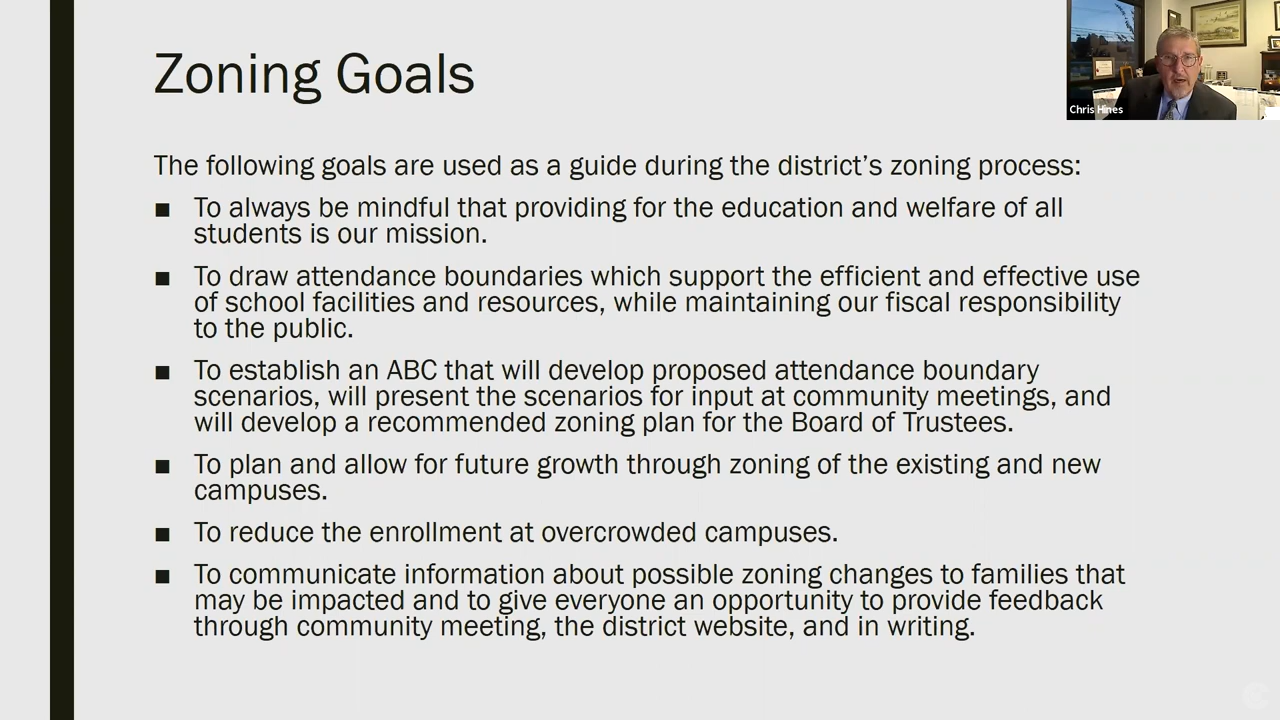 Zoning Goals
Chris Hines
The following goals are used as a guide during the district's zoning process:
■ To always be mindful that providing for the education and welfare of all
students is our mission.
■ To draw attendance boundaries which support the efficient and effective use
of school facilities and resources, while maintaining our fiscal responsibility
to the public.
■ To establish an ABC that will develop proposed attendance boundary
scenarios, will present the scenarios for input at community meetings, and
will develop a recommended zoning plan for the Board of Trustees.
■ To plan and allow for future growth through zoning of the existing and new
campuses.
■ To reduce the enrollment at overcrowded campuses.
■ To communicate information about possible zoning changes to families that
may be impacted and to give everyone an opportunity to provide feedback
through community meeting, the district website, and in writing.